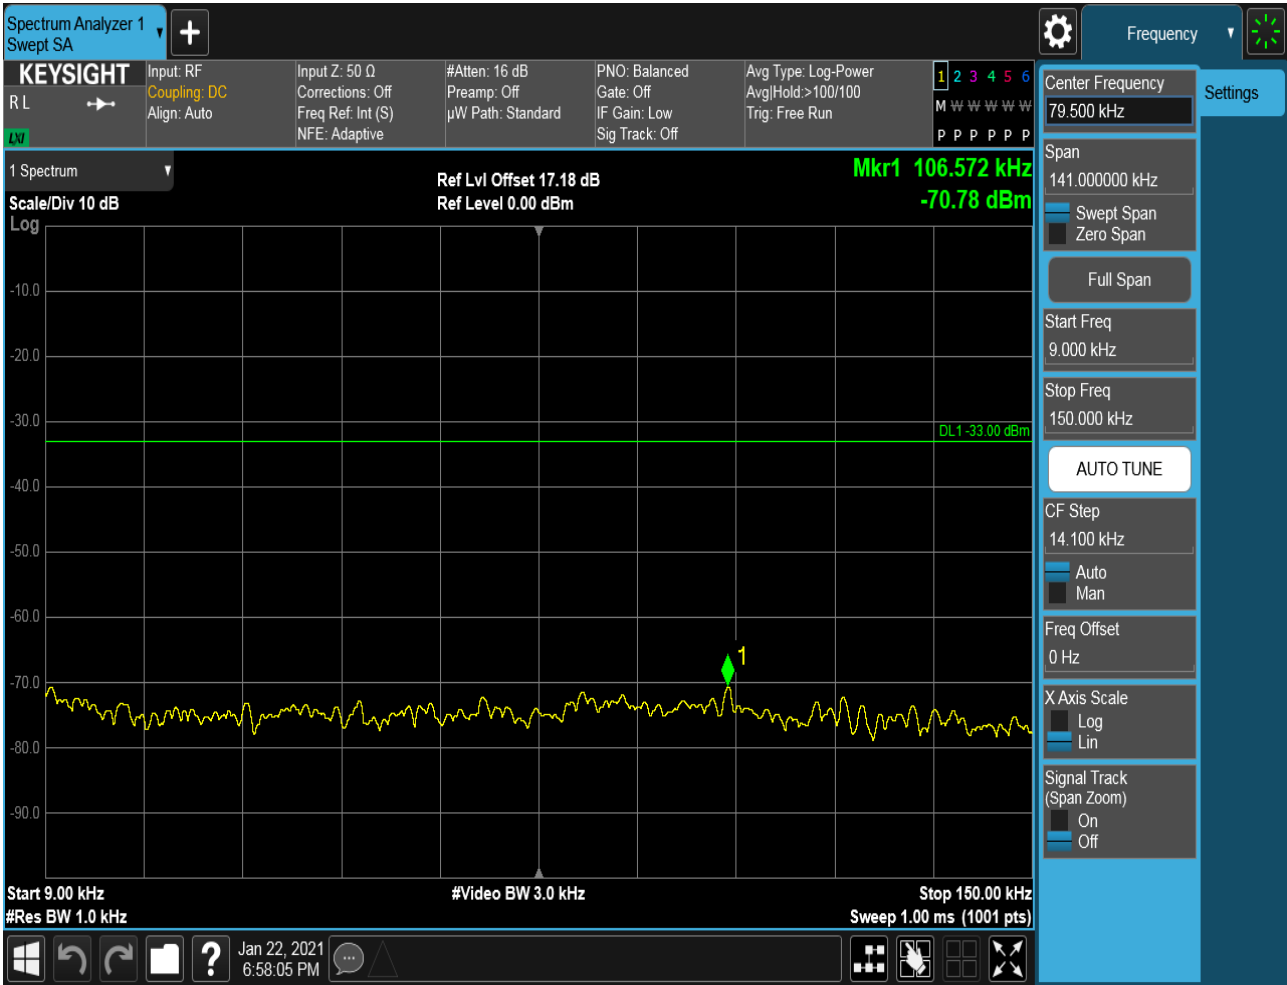 Spectrum Analyzer 1
Swept SA
Frequency
KEYSIGHT
R L
LXI
Input: RF
Coupling: DC
Align: Auto
Input Z: 50 Ω
Corrections: Off
Freq Ref: Int (S)
NFE: Adaptive
#Atten: 16 dB
Preamp: Off
µW Path: Standard
PNO: Balanced
Gate: Off
IF Gain: Low
Sig Track: Off
Avg Type: Log-Power
Avg|Hold:>100/100
Trig: Free Run
1 2 3 4 5 6
M W W W W W
P P P P P P
1 Spectrum
Scale/Div 10 dB
Log
Ref Lvl Offset 17.18 dB
Ref Level 0.00 dBm
Mkr1 106.572 kHz
-70.78 dBm
-10.0
-20.0
-30.0
DL1 -33.00 dBm
-40.0
-50.0
-60.0
1
-70.0
-80.0
-90.0
Start 9.00 kHz
#Video BW 3.0 kHz
Stop 150.00 kHz
#Res BW 1.0 kHz
Sweep 1.00 ms (1001 pts)
?
Jan 22, 2021
6:58:05 PM
Center Frequency
79.500 kHz
Settings
Span
141.000000 kHz
Swept Span
Zero Span
Full Span
Start Freq
9.000 kHz
Stop Freq
150.000 kHz
AUTO TUNE
CF Step
14.100 kHz
Auto
Man
Freq Offset
0 Hz
X Axis Scale
Log
Lin
Signal Track
(Span Zoom)
On
Off